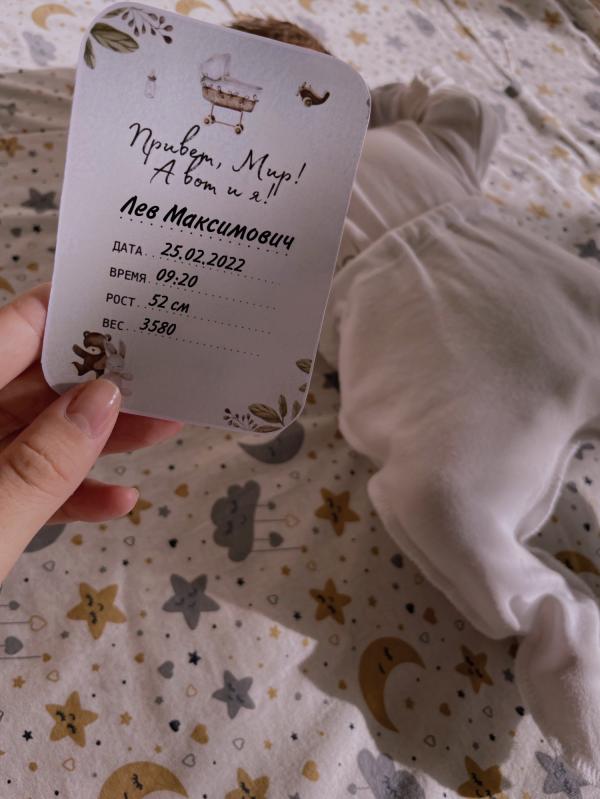 Привет, Мир!
А вот и я!
Лев Максимович
ДАТА 25.02.2022
ВРЕМЯ 09:20
РОСТ 52 см
ВЕС 3580